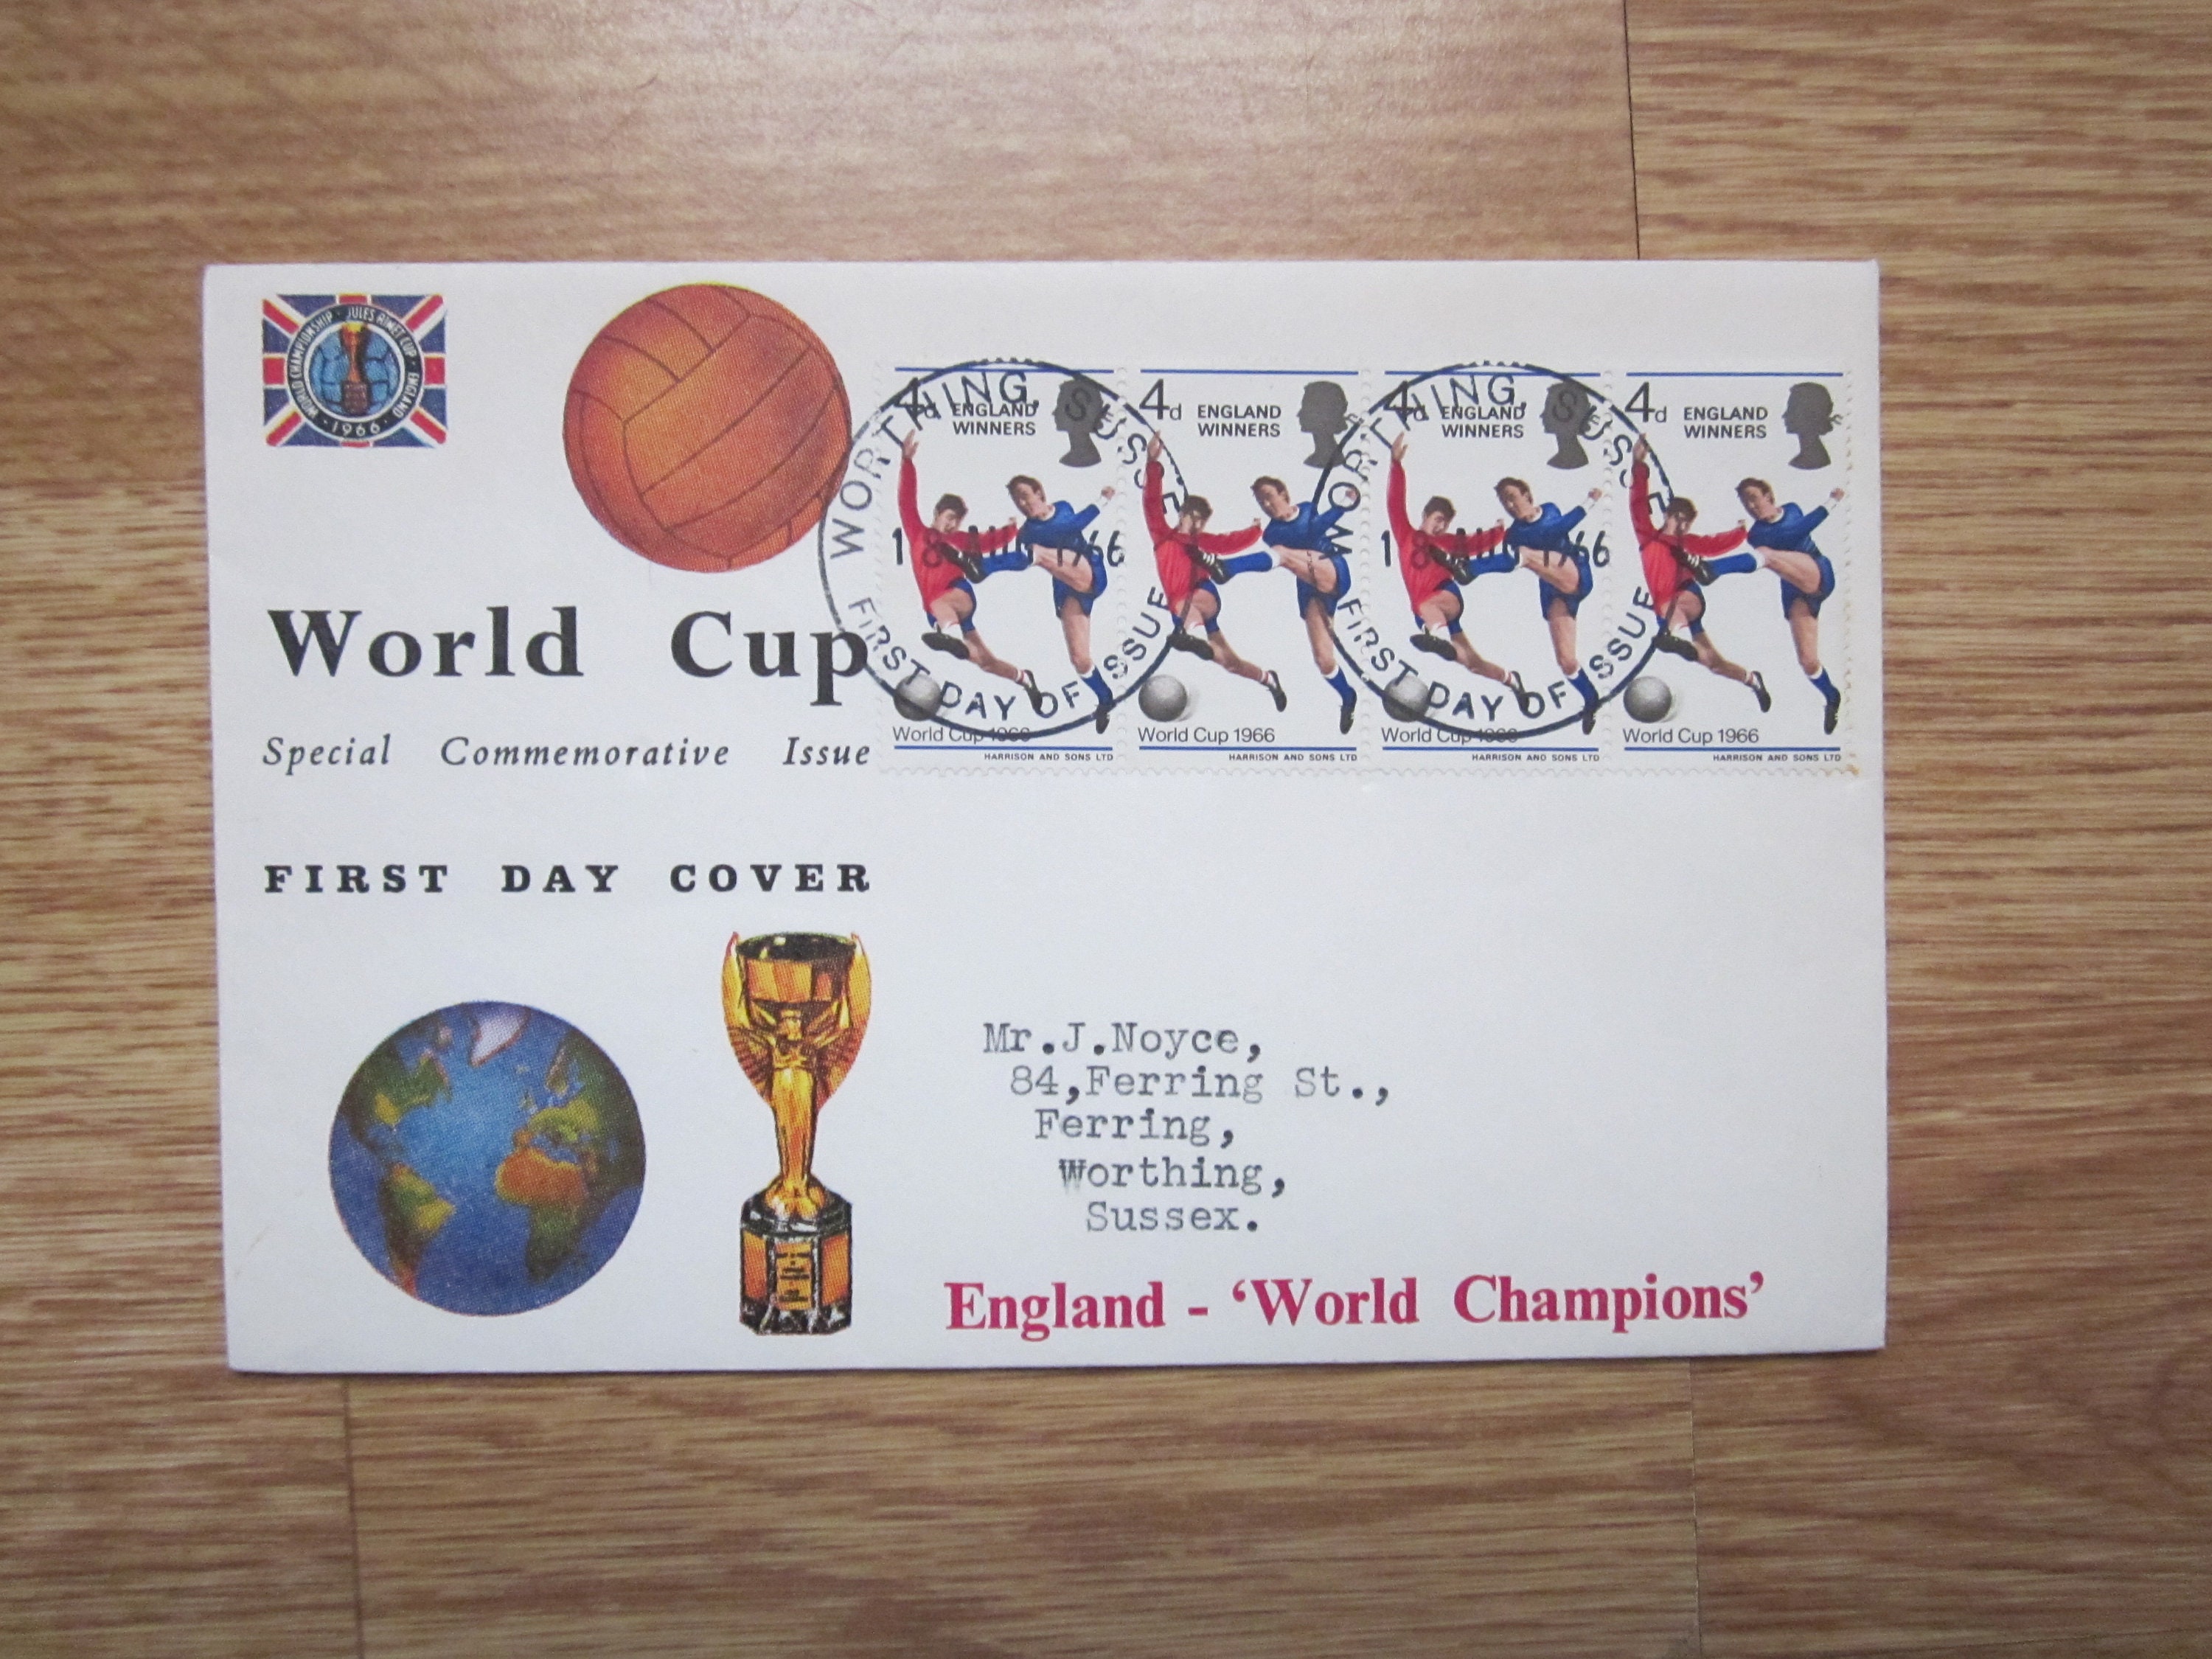 WORLD CHAMPIONSHIP · JULES RIMET CUP · ENGLAND
· 1966 ·
World Cup
Special Commemorative Issue
FIRST DAY COVER
4d ENGLAND
WINNERS
World Cup 1966
HARRISON AND SONS LTD
4d ENGLAND
WINNERS
World Cup 1966
HARRISON AND SONS LTD
4d ENGLAND
WINNERS
World Cup 1966
HARRISON AND SONS LTD
4d ENGLAND
WINNERS
World Cup 1966
HARRISON AND SONS LTD
WORTHING, SUSSEX
18 AUG 1966
FIRST DAY OF ISSUE
WORTHING, SUSSEX
18 AUG 1966
FIRST DAY OF ISSUE
Mr.J.Noyce,
84,Ferring St.,
Ferring,
Worthing,
Sussex.
England - ‘World Champions’